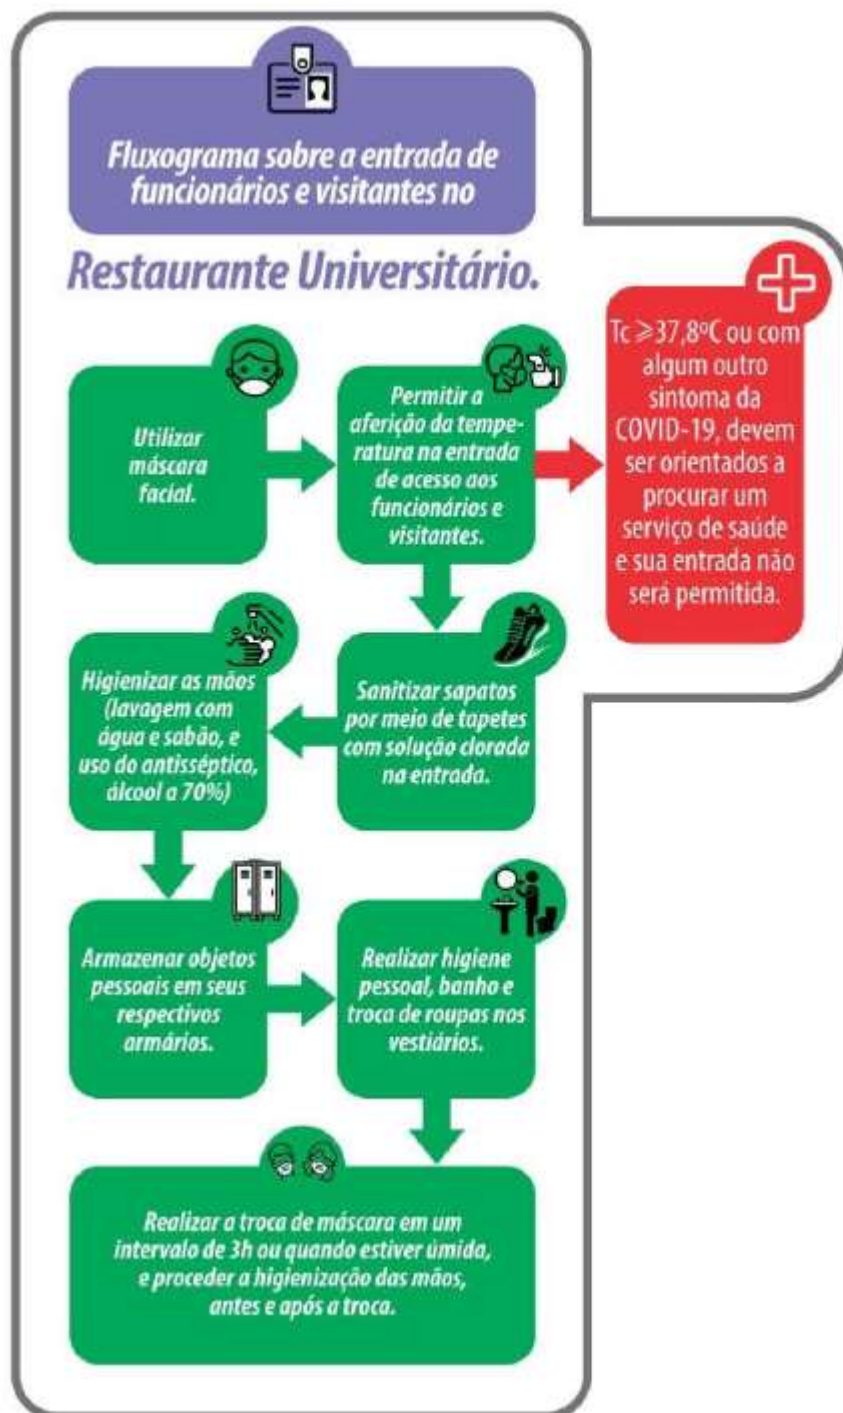 Fluxograma sobre a entrada de
funcionários e visitantes no
Restaurante Universitário.
Utilizar
máscara
facial.
Permitir a
aferição da tempe-
ratura na entrada
de acesso aos
funcionários e
visitantes.
Tc ⩾37,8ºC ou com
algum outro
sintoma da
COVID-19, devem
ser orientados a
procurar um
serviço de saúde
e sua entrada não
será permitida.
Sanitizar sapatos
por meio de tapetes
com solução clorada
na entrada.
Higienizar as mãos
(lavagem com
água e sabão, e
uso do antisséptico,
álcool a 70%)
Armazenar objetos
pessoais em seus
respectivos
armários.
Realizar higiene
pessoal, banho e
troca de roupas nos
vestiários.
Realizar a troca de máscara em um
intervalo de 3h ou quando estiver úmida,
e proceder a higienização das mãos,
antes e após a troca.